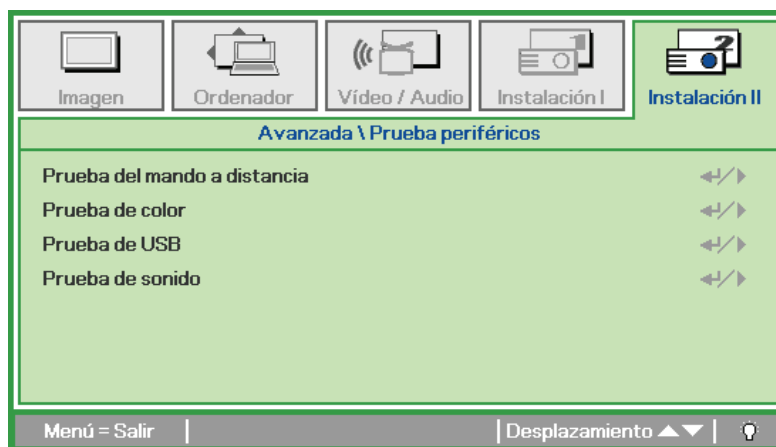 Imagen
Ordenador
Vídeo / Audio
Instalación I
Instalación II
Avanzada \ Prueba periféricos
Prueba del mando a distancia
Prueba de color
Prueba de USB
Prueba de sonido
Menú = Salir
Desplazamiento